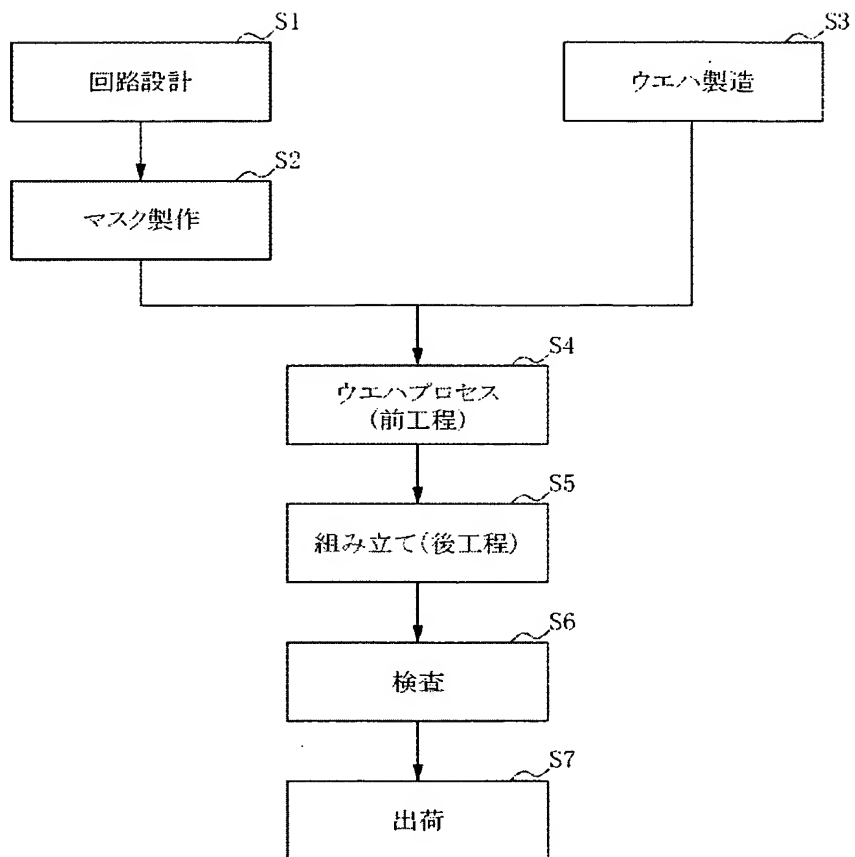 S1
回路設計
S3
ウエハ製造
S2
マスク製作
S4
ウエハプロセス
(前工程)
S5
組み立て(後工程)
S6
検査
S7
出荷